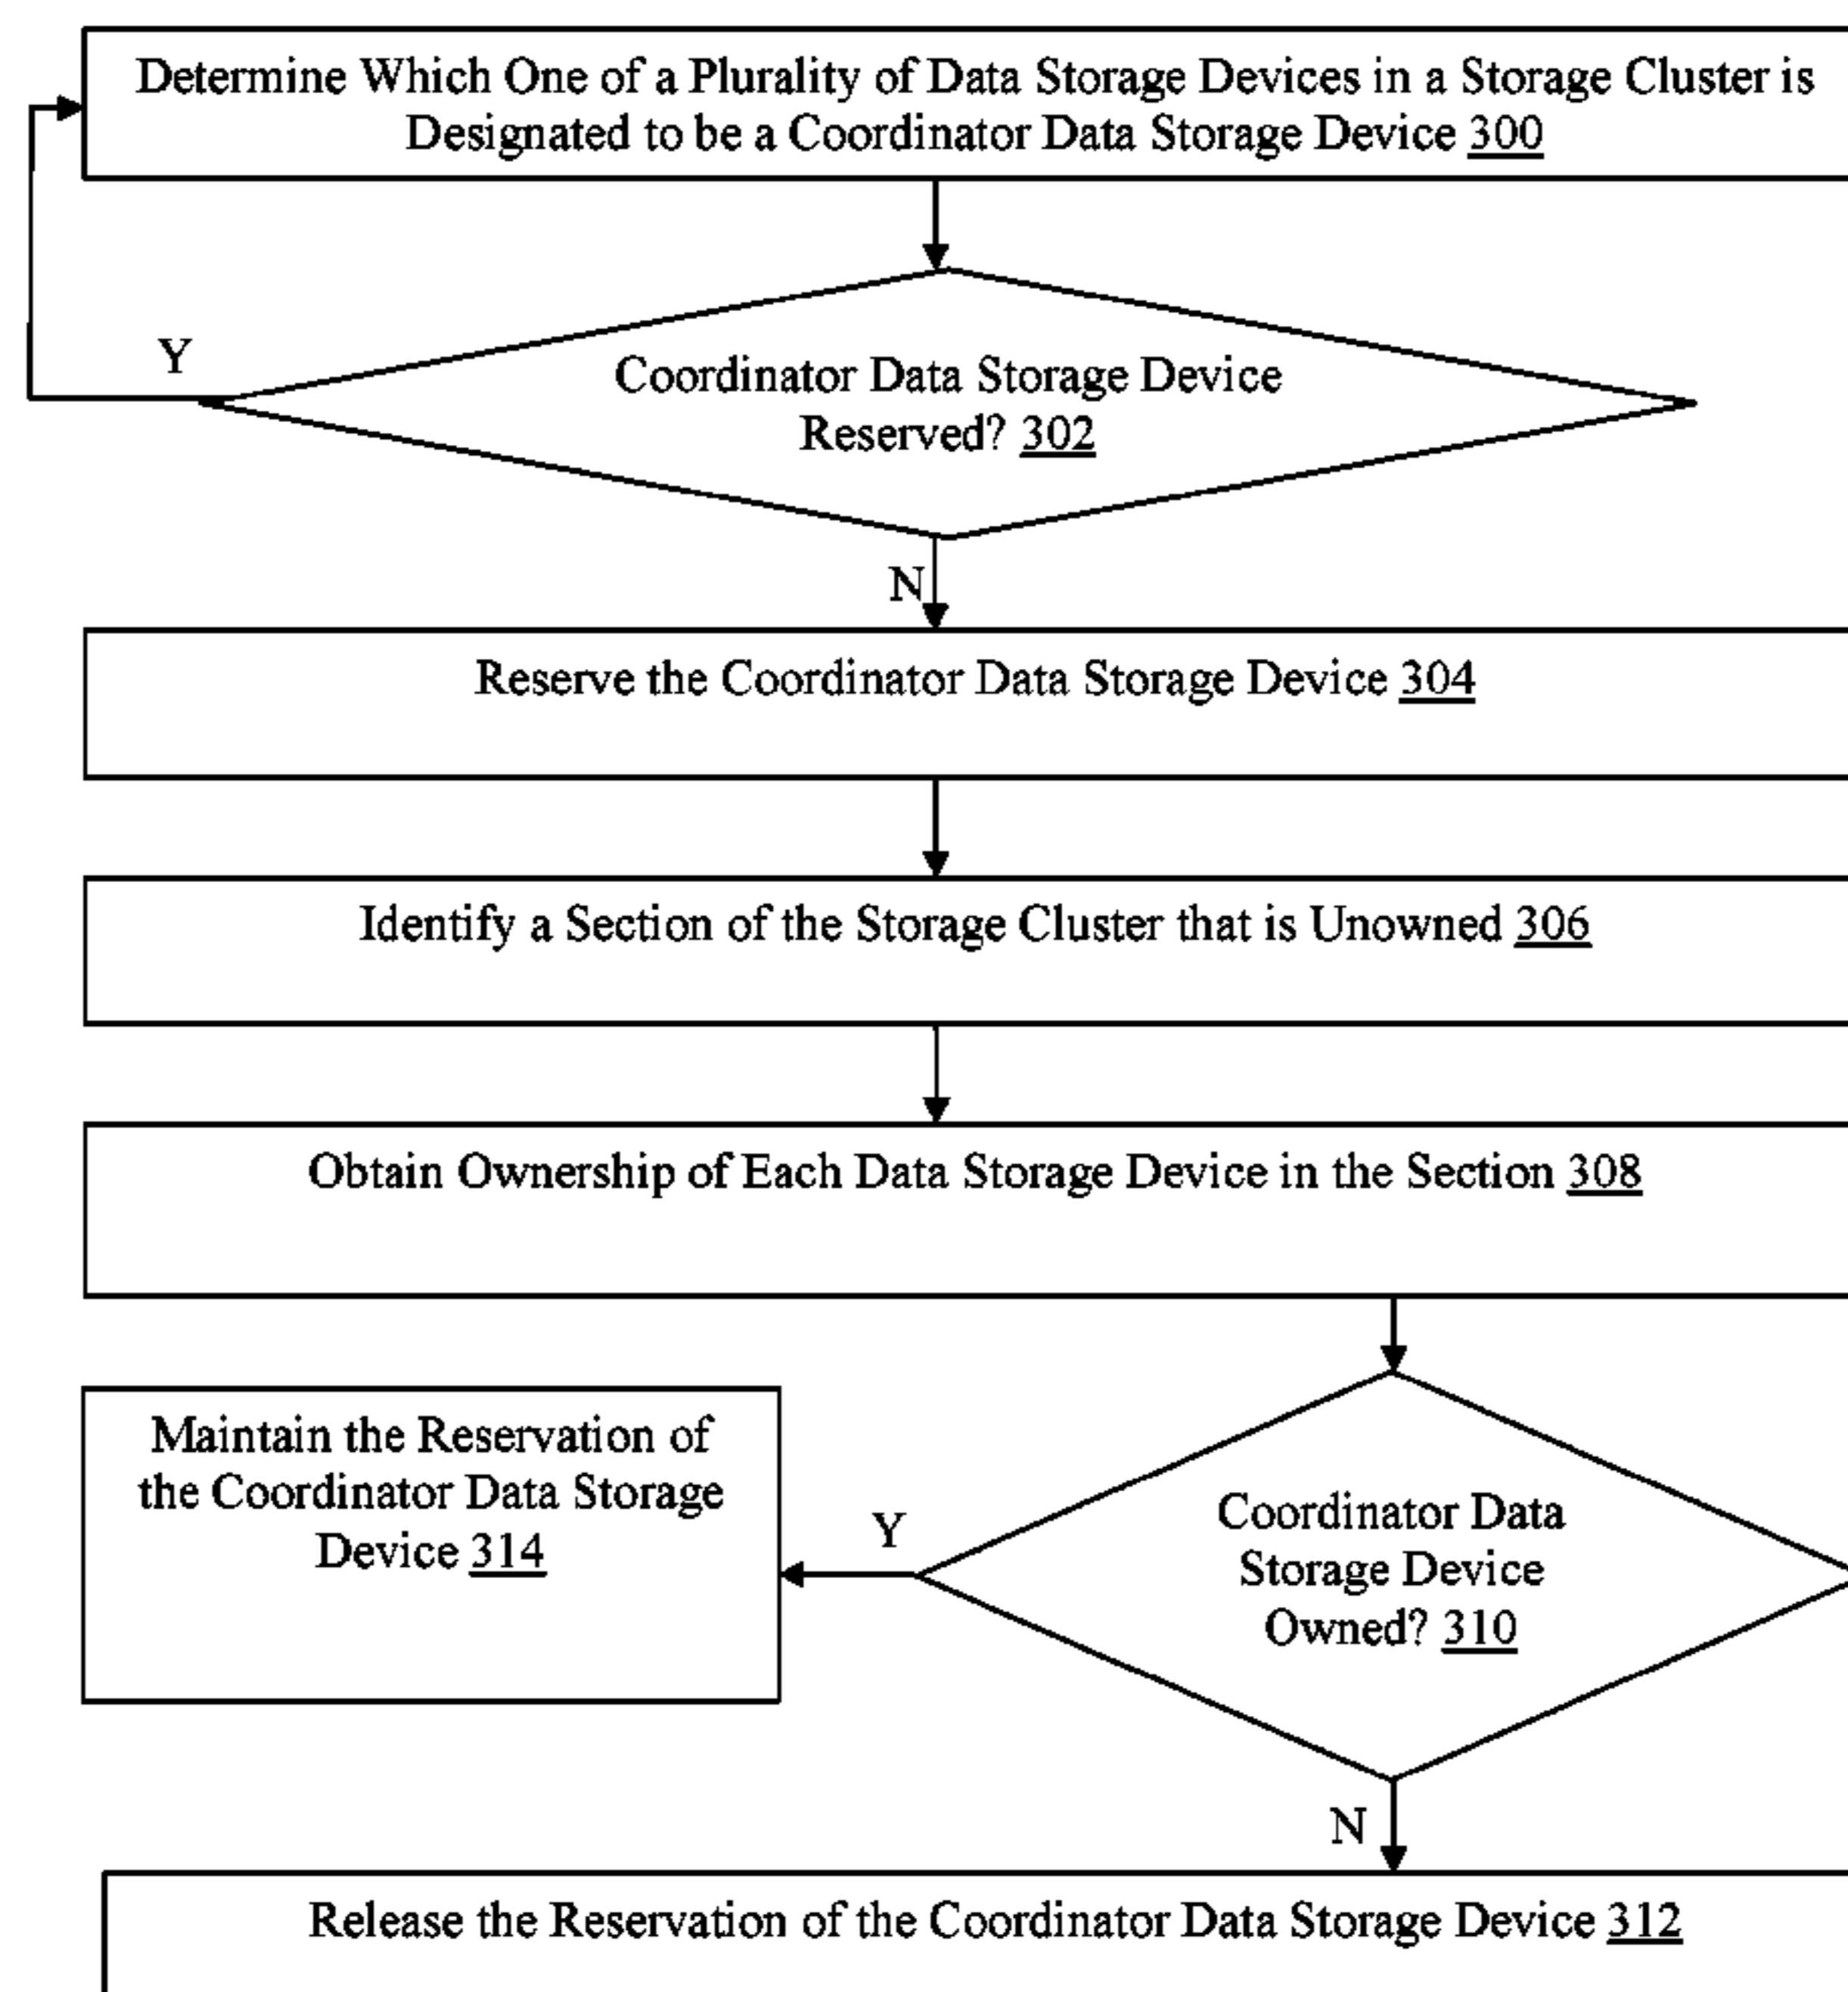 Determine Which One of a Plurality of Data Storage Devices in a Storage Cluster is
Designated to be a Coordinator Data Storage Device 300
Y
Coordinator Data Storage Device
Reserved? 302
N
Reserve the Coordinator Data Storage Device 304
Identify a Section of the Storage Cluster that is Unowned 306
Obtain Ownership of Each Data Storage Device in the Section 308
Maintain the Reservation of
the Coordinator Data Storage
Device 314
Y
Coordinator Data
Storage Device
Owned? 310
N
Release the Reservation of the Coordinator Data Storage Device 312